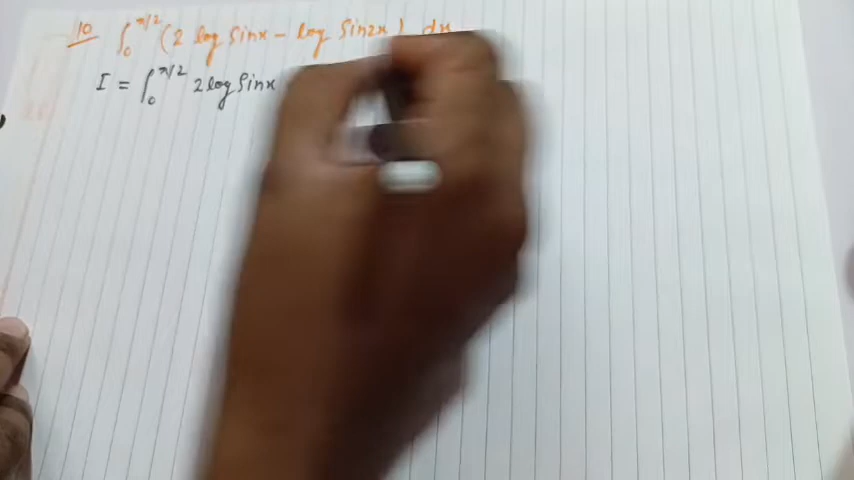 10 ∫₀^π/2 (2 log Sinx - log Sin2x) dx
I = ∫₀^π/2 2 log Sinx